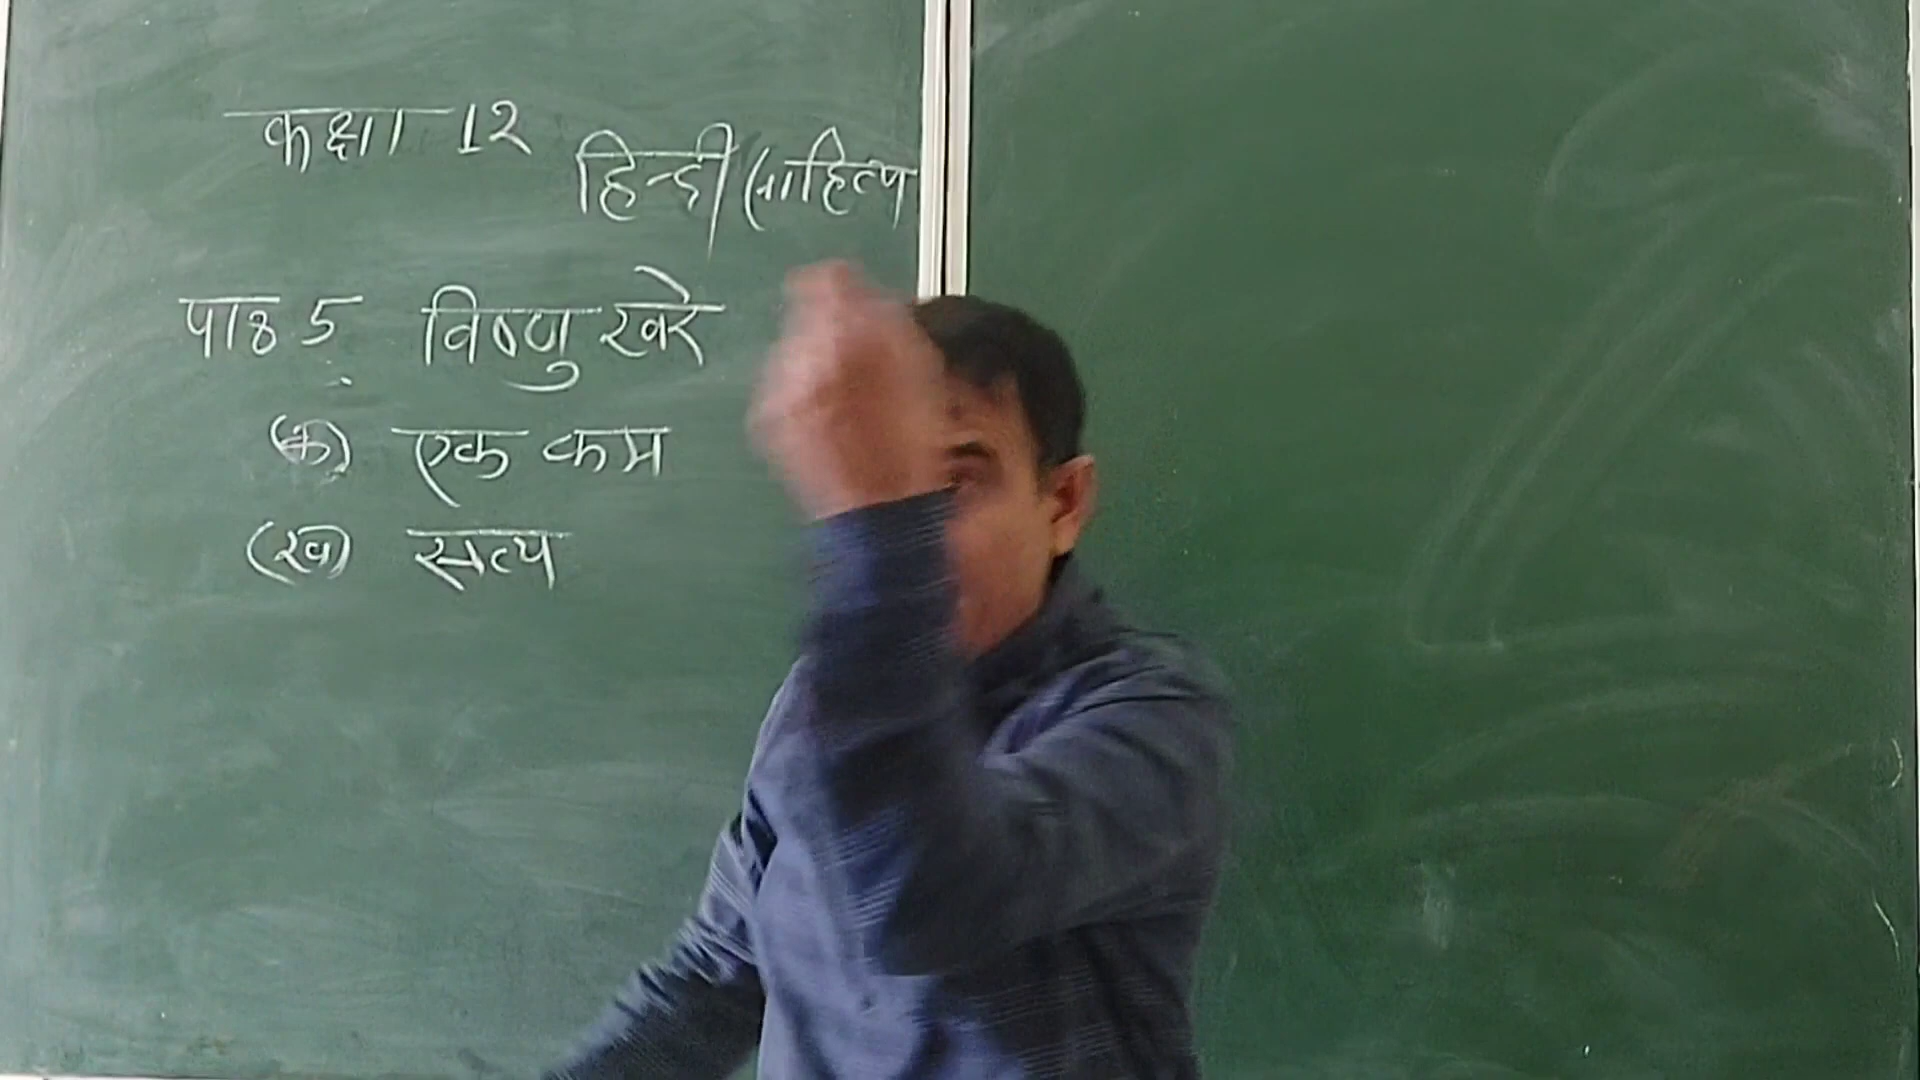 कक्षा 12
हिन्दी साहित्य
पाठ 5 विष्णु खरे
(क) एक कम
(ख) सत्य